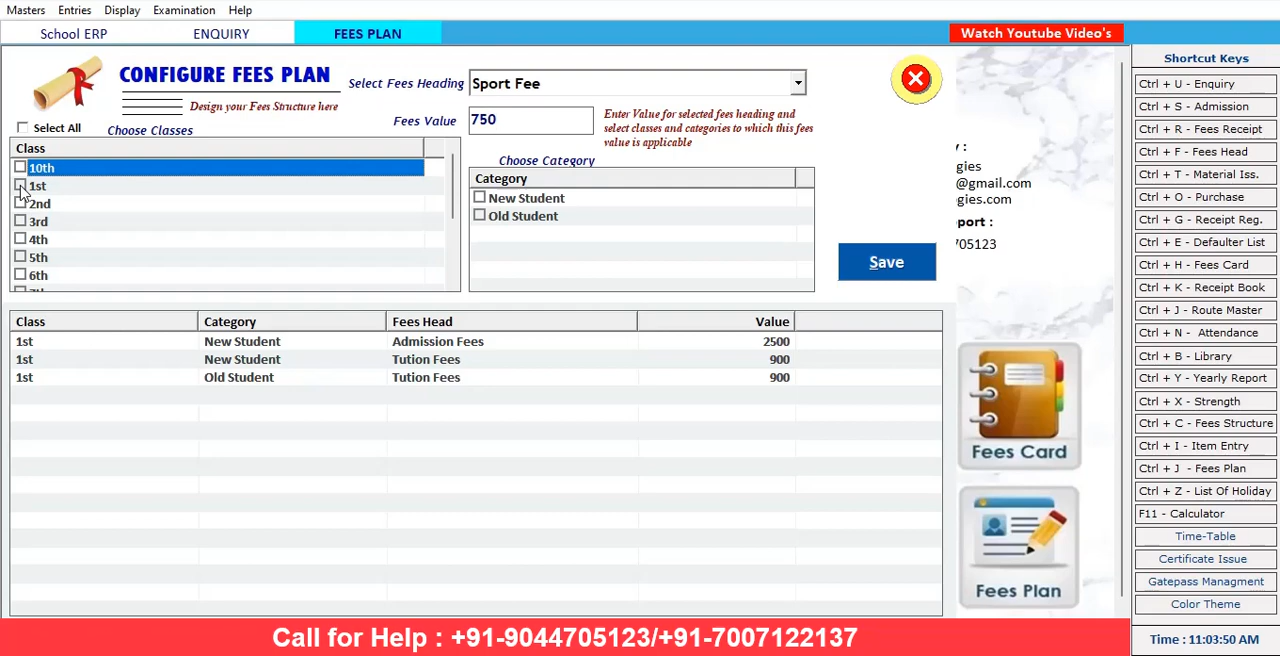 Masters Entries Display Examination Help
School ERP ENQUIRY FEES PLAN Watch Youtube Video's
CONFIGURE FEES PLAN
Design your Fees Structure here
Select Fees Heading Sport Fee
Fees Value 750
Enter Value for selected fees heading and
select classes and categories to which this fees
value is applicable
Select All Choose Classes
Class
10th
1st
2nd
3rd
4th
5th
6th
Choose Category
Category
New Student
Old Student
Save
y :
gies
@gmail.com
gies.com
port :
705123
Class Category Fees Head Value
1st New Student Admission Fees 2500
1st New Student Tution Fees 900
1st Old Student Tution Fees 900
Fees Card
Fees Plan
Shortcut Keys
Ctrl + U - Enquiry
Ctrl + S - Admission
Ctrl + R - Fees Receipt
Ctrl + F - Fees Head
Ctrl + T - Material Iss.
Ctrl + O - Purchase
Ctrl + G - Receipt Reg.
Ctrl + E - Defaulter List
Ctrl + H - Fees Card
Ctrl + K - Receipt Book
Ctrl + J - Route Master
Ctrl + N - Attendance
Ctrl + B - Library
Ctrl + Y - Yearly Report
Ctrl + X - Strength
Ctrl + C - Fees Structure
Ctrl + I - Item Entry
Ctrl + J - Fees Plan
Ctrl + Z - List Of Holiday
F11 - Calculator
Time-Table
Certificate Issue
Gatepass Managment
Color Theme
Time : 11:03:50 AM
Call for Help : +91-9044705123/+91-7007122137